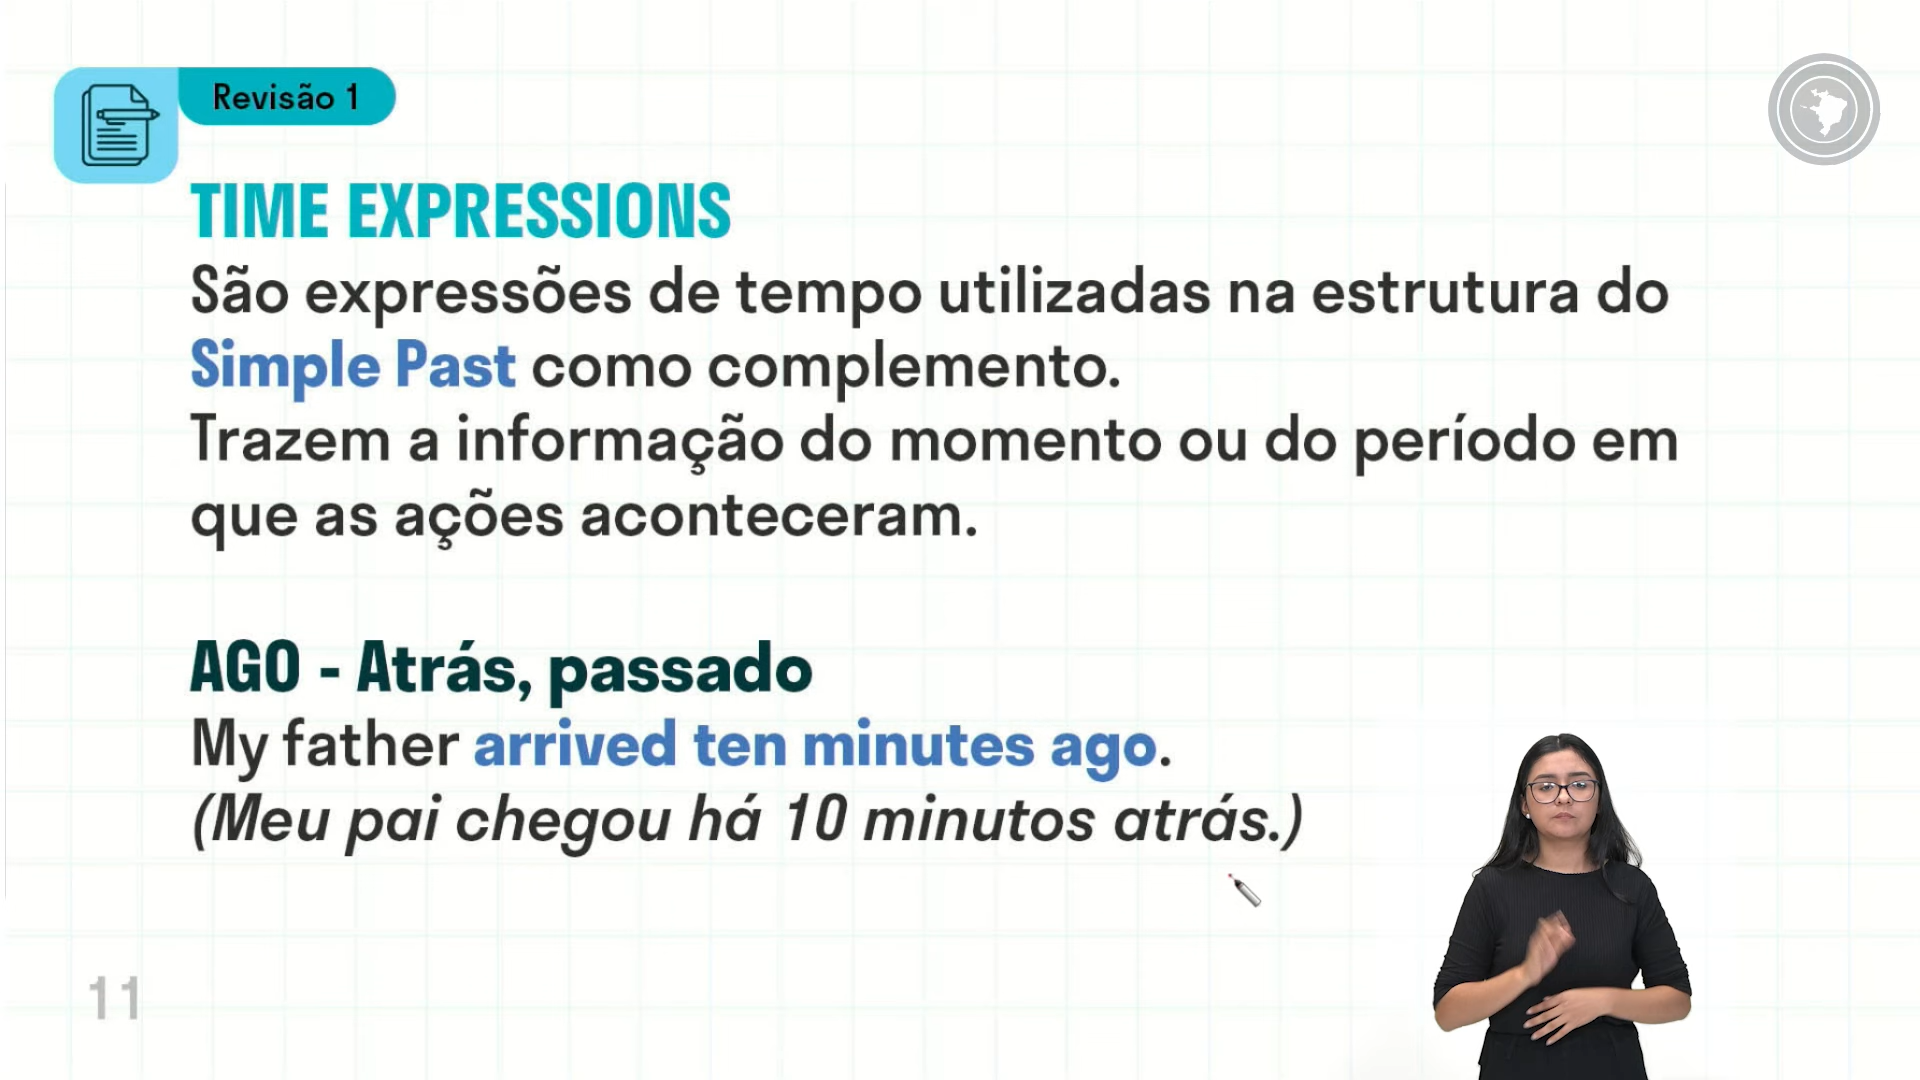 Revisão 1
TIME EXPRESSIONS
São expressões de tempo utilizadas na estrutura do
Simple Past como complemento.
Trazem a informação do momento ou do período em
que as ações aconteceram.
AGO - Atrás, passado
My father arrived ten minutes ago.
(Meu pai chegou há 10 minutos atrás.)
11